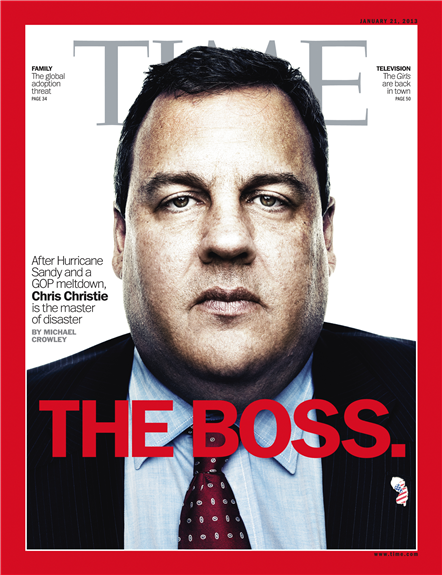 JANUARY 21, 2013
TIME
FAMILY
The global
adoption
threat
PAGE 34
TELEVISION
The Girls
are back
in town
PAGE 50
After Hurricane
Sandy and a
GOP meltdown,
Chris Christie
is the master
of disaster
BY MICHAEL
CROWLEY
THE BOSS.
www.time.com